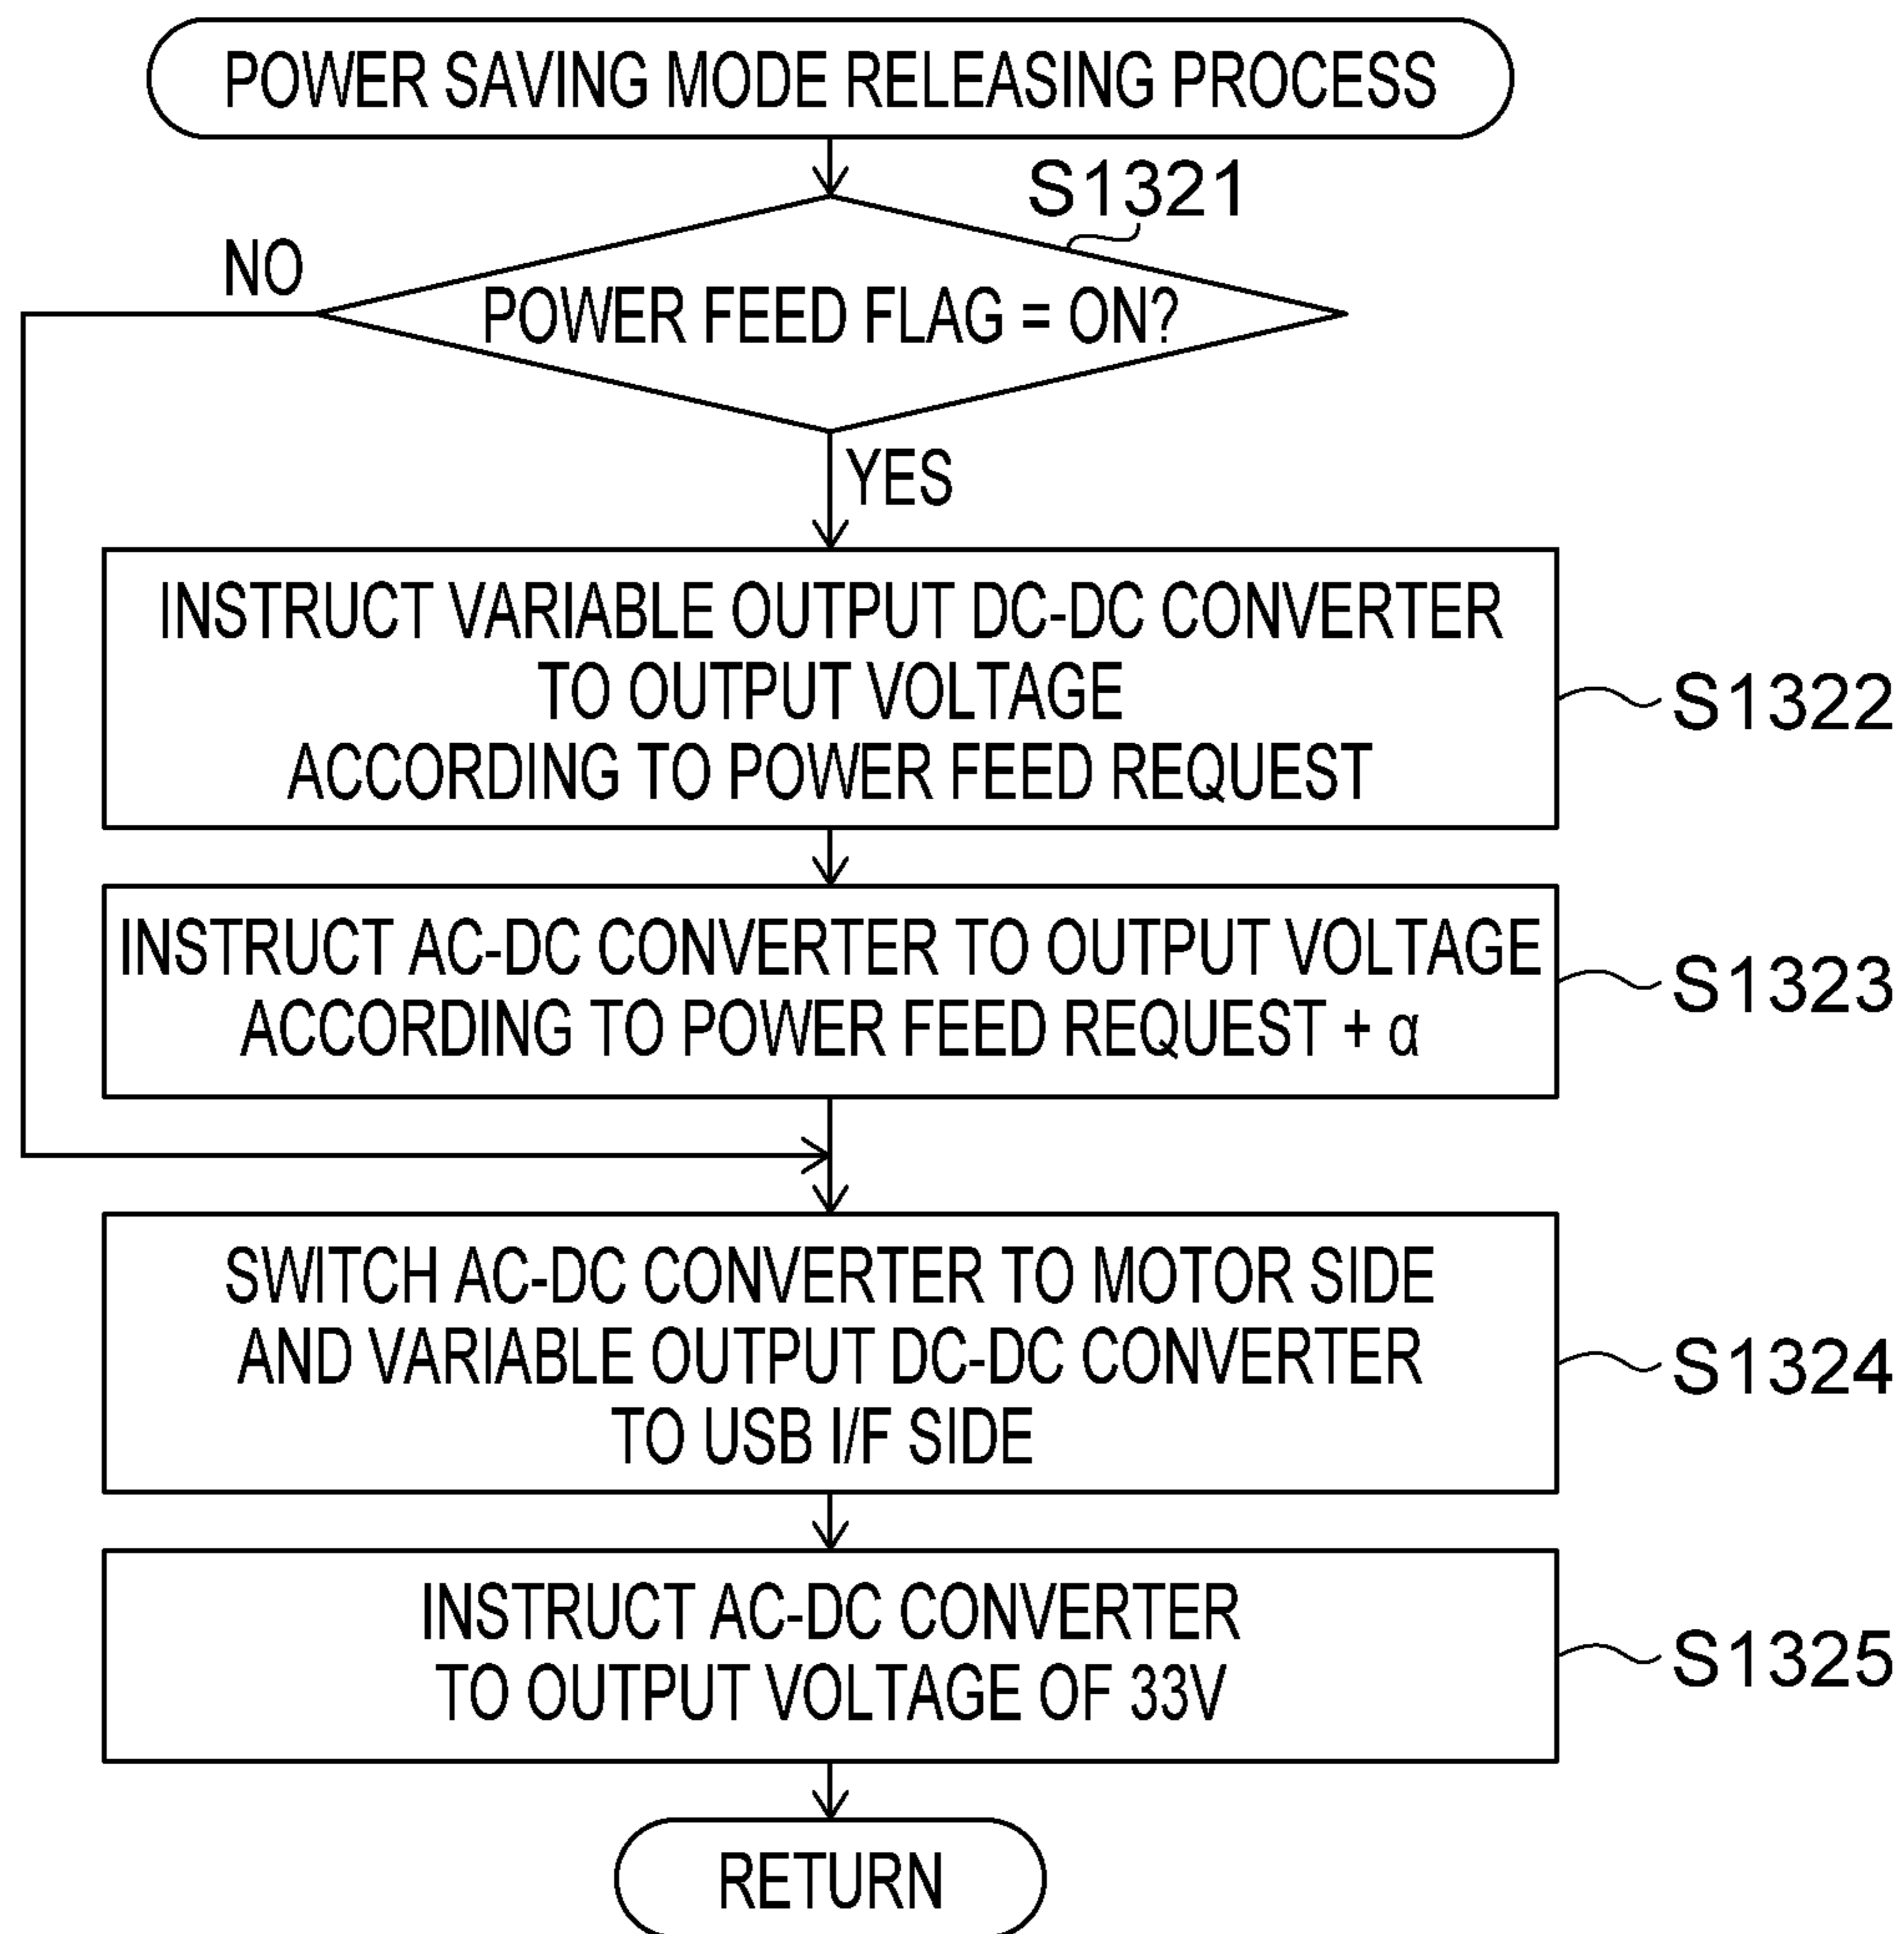 POWER SAVING MODE RELEASING PROCESS
S1321
NO
POWER FEED FLAG = ON?
YES
INSTRUCT VARIABLE OUTPUT DC-DC CONVERTER
TO OUTPUT VOLTAGE
ACCORDING TO POWER FEED REQUEST
S1322
INSTRUCT AC-DC CONVERTER TO OUTPUT VOLTAGE
ACCORDING TO POWER FEED REQUEST + α
S1323
SWITCH AC-DC CONVERTER TO MOTOR SIDE
AND VARIABLE OUTPUT DC-DC CONVERTER
TO USB I/F SIDE
S1324
INSTRUCT AC-DC CONVERTER
TO OUTPUT VOLTAGE OF 33V
S1325
RETURN